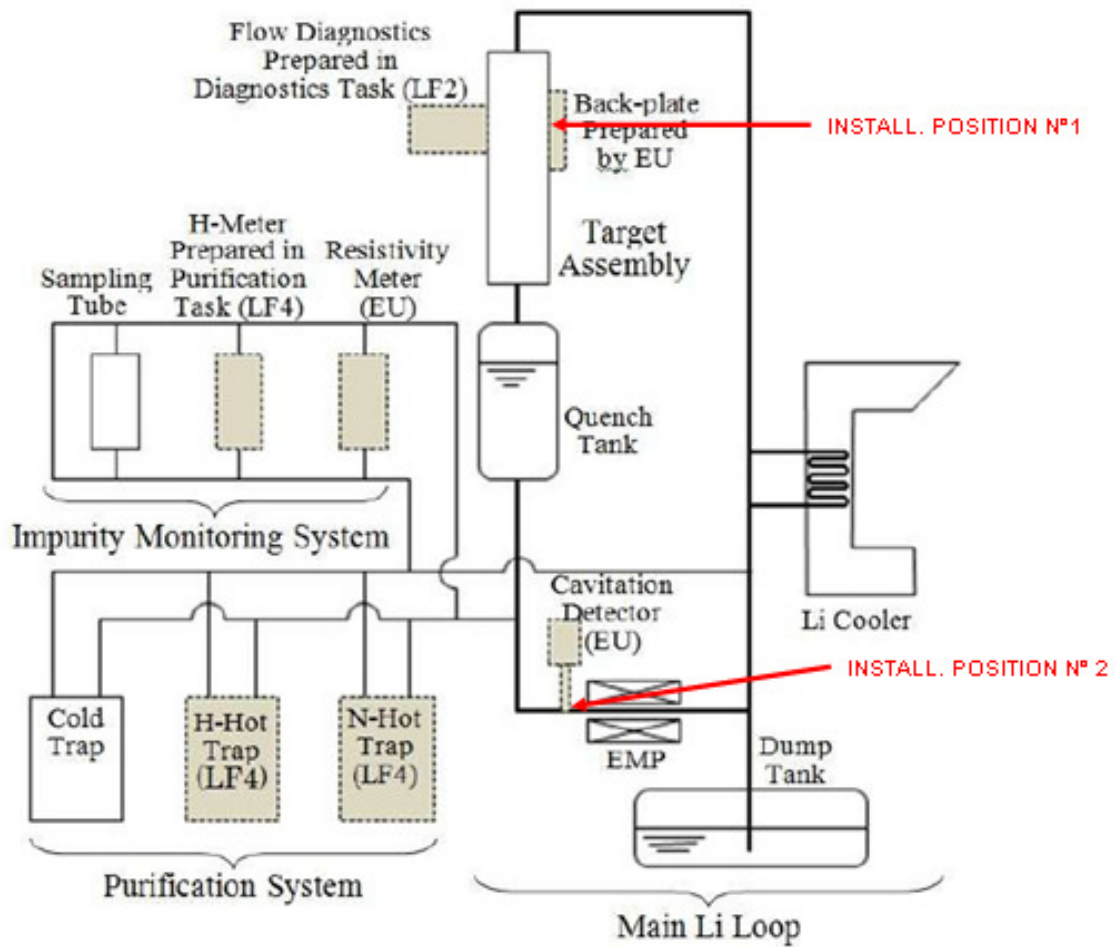 Flow Diagnostics
Prepared in
Diagnostics Task (LF2)
Back-plate
Prepared
by EU
INSTALL. POSITION Nº1
Target
Assembly
H-Meter
Prepared in
Purification
Task (LF4)
Resistivity
Meter
(EU)
Sampling
Tube
Quench
Tank
Impurity Monitoring System
Li Cooler
Cavitation
Detector
(EU)
INSTALL. POSITION Nº 2
EMP
Cold
Trap
H-Hot
Trap
(LF4)
N-Hot
Trap
(LF4)
Dump
Tank
Purification System
Main Li Loop